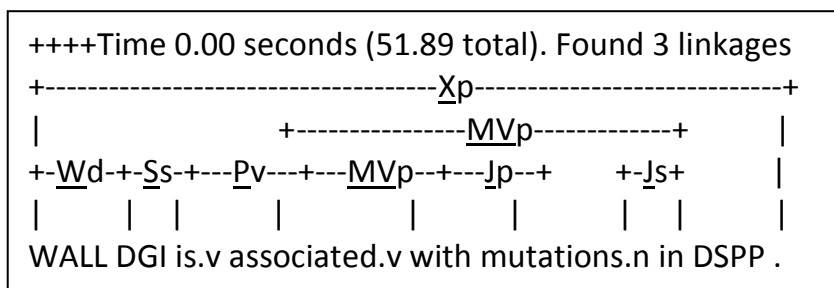 ++++Time 0.00 seconds (51.89 total). Found 3 linkages
+-------------------------------------Xp----------------------------+
|                       +----------------MVp-------------+         |
+-Wd-+-Ss-+---Pv---+---MVp--+---Jp--+      +-Js+         |
|        |    |         |            |         |          |    |         |
WALL DGI is.v associated.v with mutations.n in DSPP .